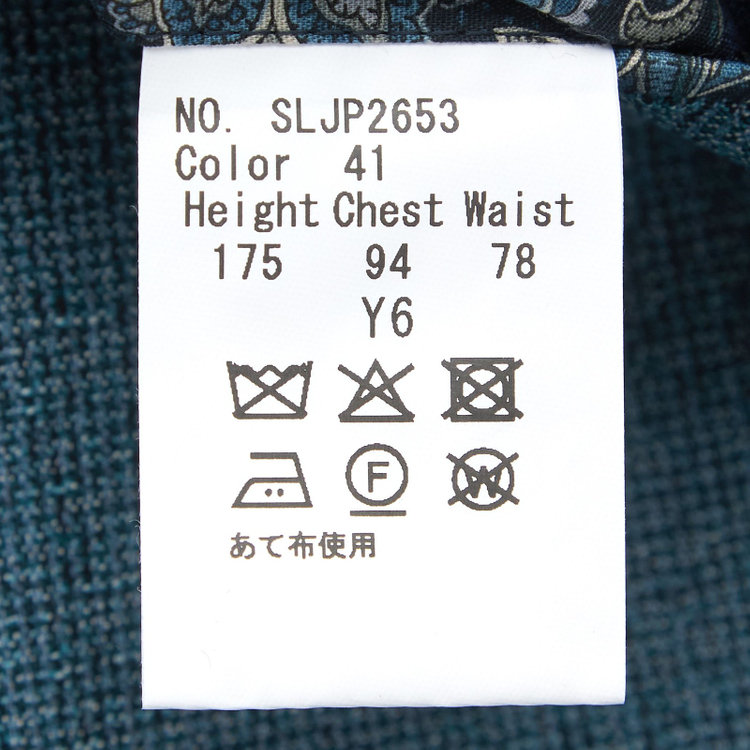 NO. SLJP2653
Color 41
Height Chest Waist
175 94 78
Y6
F W
あて布使用